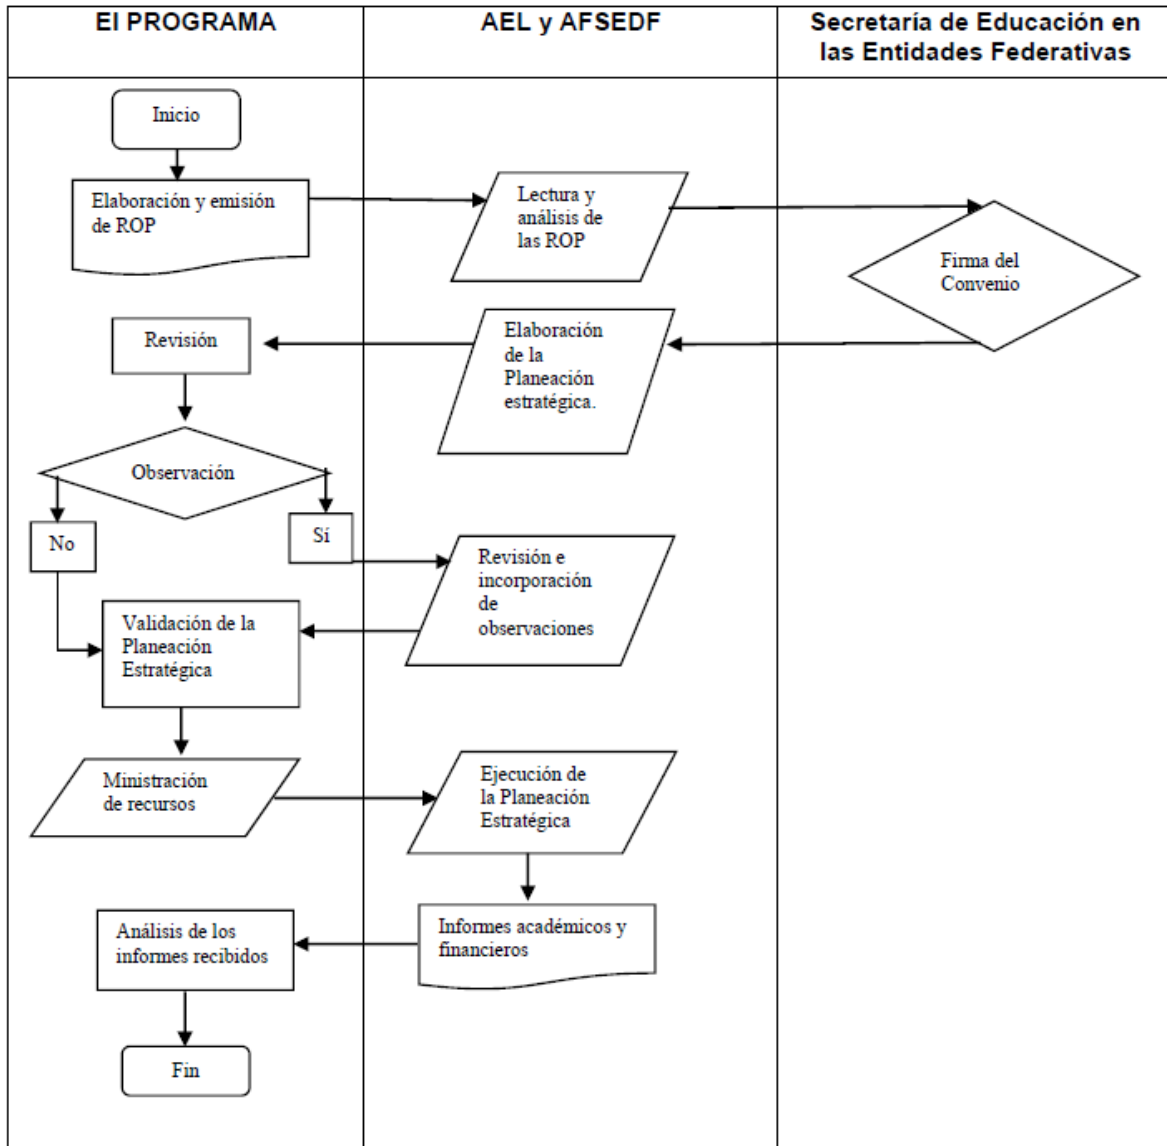 El PROGRAMA
AEL y AFSEDF
Secretaría de Educación en
las Entidades Federativas
Inicio
Elaboración y emisión
de ROP
Lectura y
análisis de
las ROP
Firma del
Convenio
Elaboración
de la
Planeación
estratégica.
Revisión
Observación
No
Sí
Revisión e
incorporación
de
observaciones
Validación de la
Planeación
Estratégica
Ministración
de recursos
Ejecución de
la Planeación
Estratégica
Informes académicos y
financieros
Análisis de los
informes recibidos
Fin